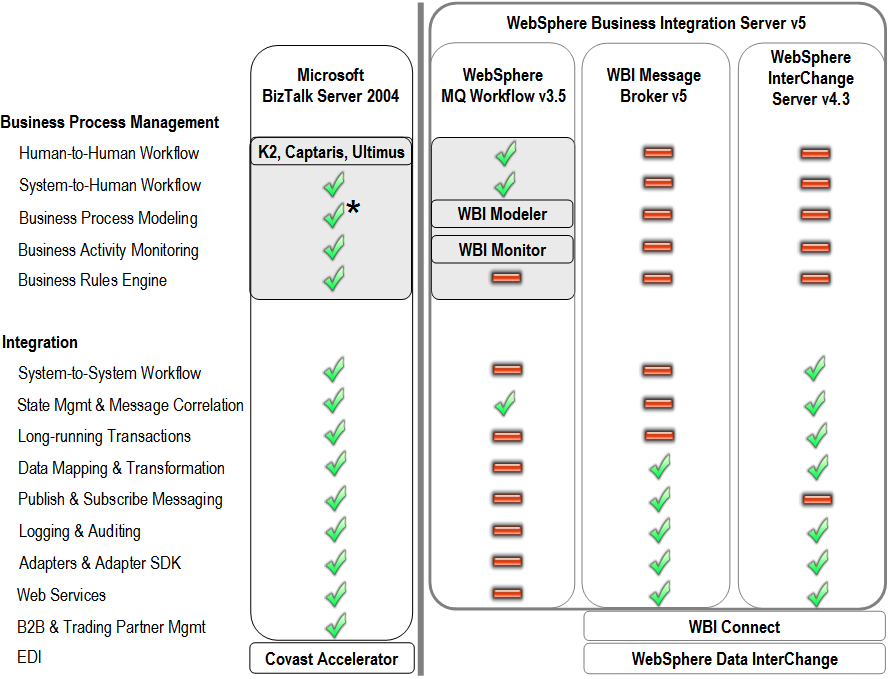 WebSphere Business Integration Server v5
Microsoft
BizTalk Server 2004
WebSphere
MQ Workflow v3.5
WBI Message
Broker v5
WebSphere
InterChange
Server v4.3
Business Process Management
Human-to-Human Workflow
K2, Captaris, Ultimus
System-to-Human Workflow
Business Process Modeling
*
WBI Modeler
Business Activity Monitoring
WBI Monitor
Business Rules Engine
Integration
System-to-System Workflow
State Mgmt & Message Correlation
Long-running Transactions
Data Mapping & Transformation
Publish & Subscribe Messaging
Logging & Auditing
Adapters & Adapter SDK
Web Services
B2B & Trading Partner Mgmt
WBI Connect
EDI
Covast Accelerator
WebSphere Data InterChange